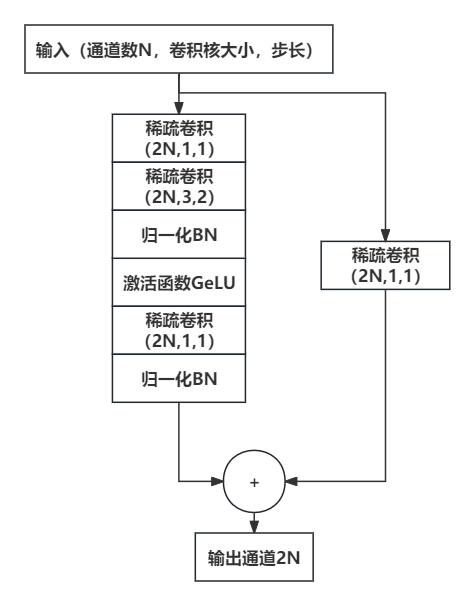 输入（通道数N，卷积核大小，步长）
稀疏卷积
（2N,1,1）
稀疏卷积
（2N,3,2）
归一化BN
激活函数GeLU
稀疏卷积
（2N,1,1）
归一化BN
稀疏卷积
（2N,1,1）
+
输出通道2N